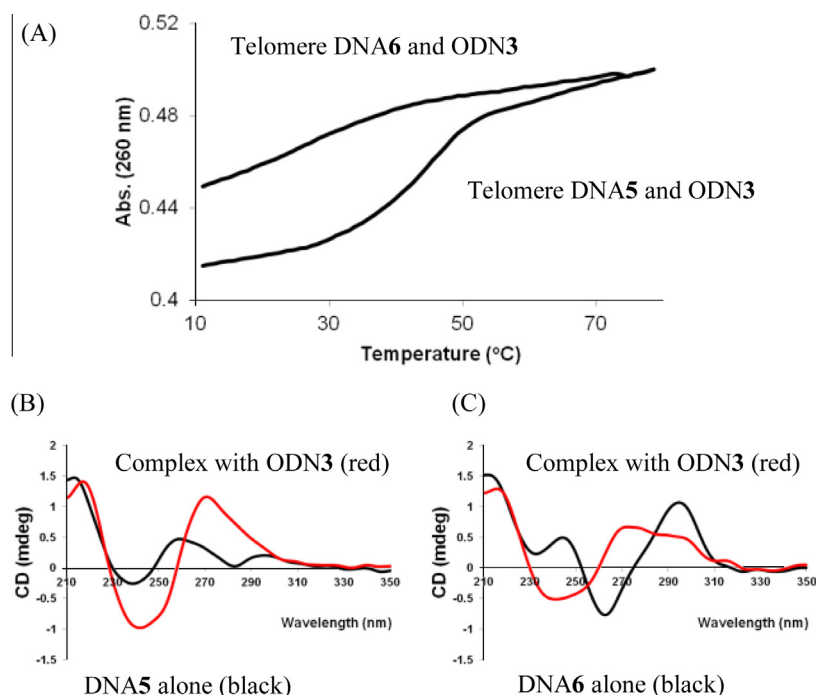 (A)
0.52
Telomere DNA6 and ODN3
0.48
Abs. (260 nm)
Telomere DNA5 and ODN3
0.44
0.4
10 30 50 70
Temperature (°C)
(B)
2
Complex with ODN3 (red)
1.5
1
0.5
0
CD (mdeg)
210 230 250 270 290 310 330 350
-0.5
Wavelength (nm)
-1
-1.5
DNA5 alone (black)
(C)
2
Complex with ODN3 (red)
1.5
1
0.5
0
CD (mdeg)
210 230 250 270 290 310 330 350
-0.5
Wavelength (nm)
-1
-1.5
DNA6 alone (black)